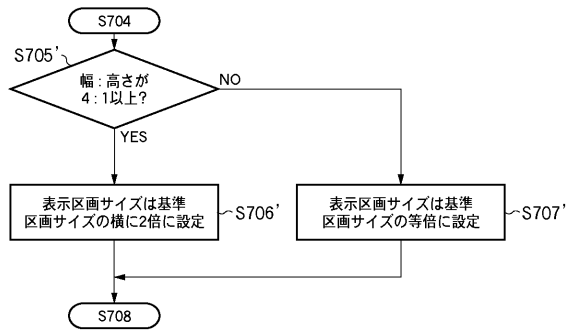 S704
S705'
幅：高さが
4：1以上?
NO
YES
表示区画サイズは基準
区画サイズの横に2倍に設定
S706'
表示区画サイズは基準
区画サイズの等倍に設定
S707'
S708